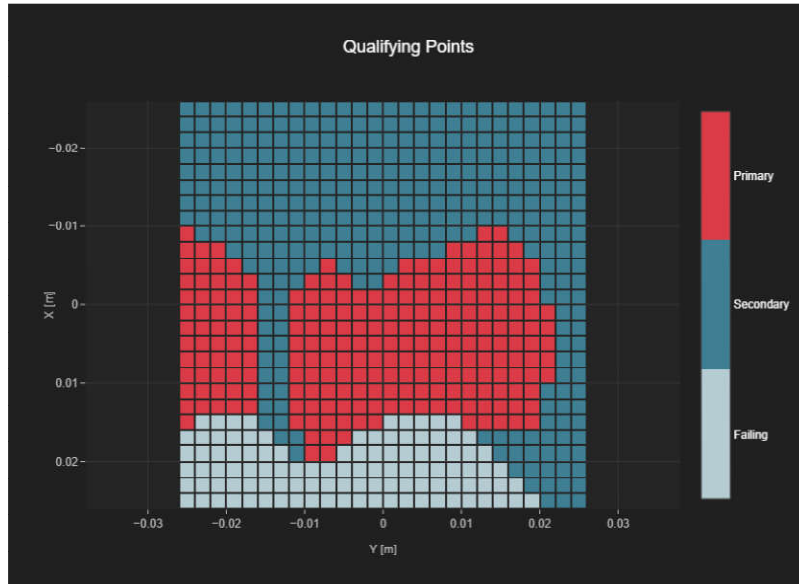 Qualifying Points
−0.02
−0.01
0
0.01
0.02
X [m]
−0.03
−0.02
−0.01
0
0.01
0.02
0.03
Y [m]
Primary
Secondary
Failing